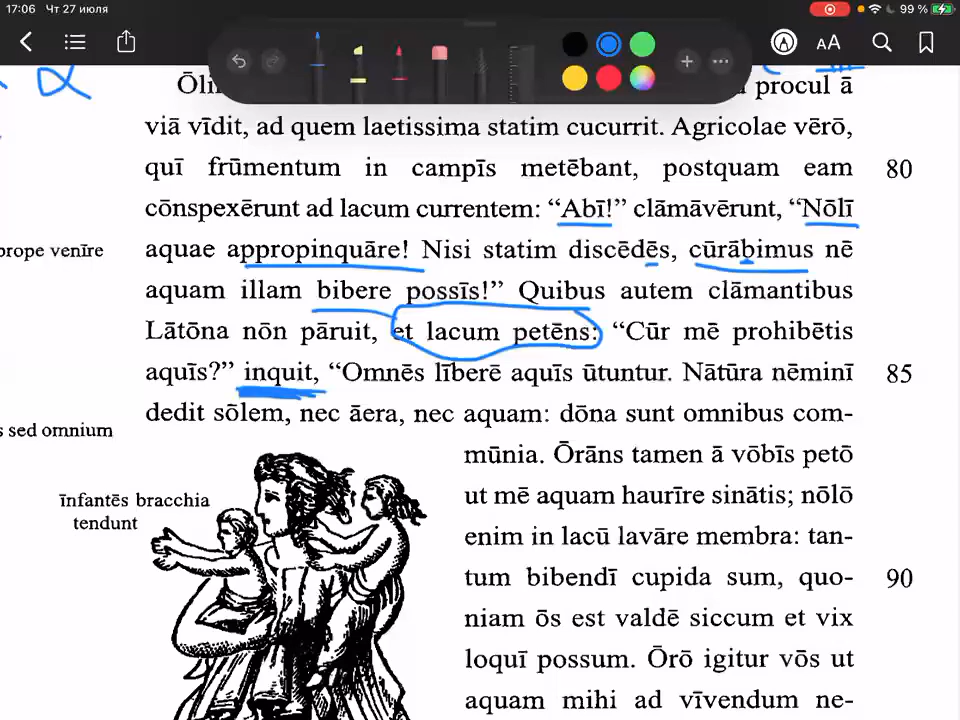 17:06 Чт 27 июля
99 %
AA
α
Ōli
procul ā
viā vīdit, ad quem laetissima statim cucurrit. Agricolae vērō,
quī frūmentum in campīs metēbant, postquam eam 80
cōnspexērunt ad lacum currentem: “Abī!” clāmāvērunt, “Nōlī
prope venīre
aquae appropinquāre! Nisi statim discēdēs, cūrābimus nē
aquam illam bibere possīs!” Quibus autem clāmantibus
Lātōna nōn pāruit, et lacum petēns: “Cūr mē prohibētis
aquīs?” inquit, “Omnēs līberē aquīs ūtuntur. Nātūra nēminī 85
dedit sōlem, nec āera, nec aquam: dōna sunt omnibus com-
s sed omnium
mūnia. Ōrāns tamen ā vōbīs petō
ut mē aquam haurīre sinātis; nōlō
enim in lacū lavāre membra: tan-
tum bibendī cupida sum, quo- 90
niam ōs est valdē siccum et vix
loquī possum. Ōrō igitur vōs ut
aquam mihi ad vīvendum ne-
īnfantēs bracchia
tendunt